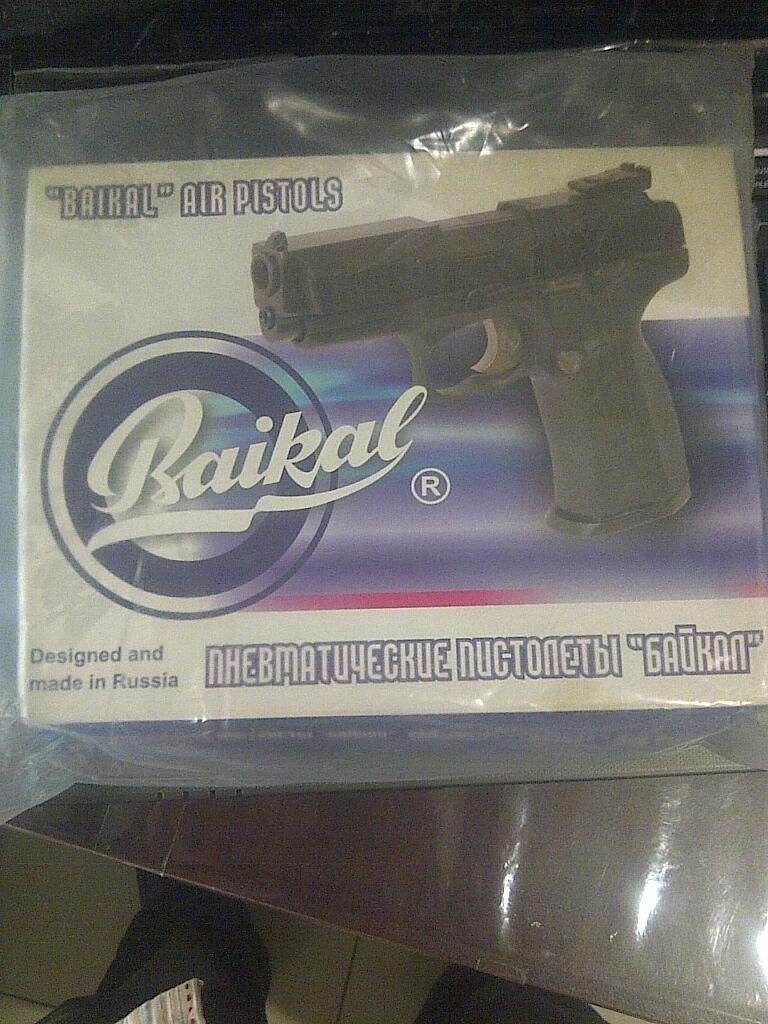 "BAIKAL" AIR PISTOLS
Baikal ®
Designed and
made in Russia
ПНЕВМАТИЧЕСКИЕ ПИСТОЛЕТЫ "БАЙКАЛ"